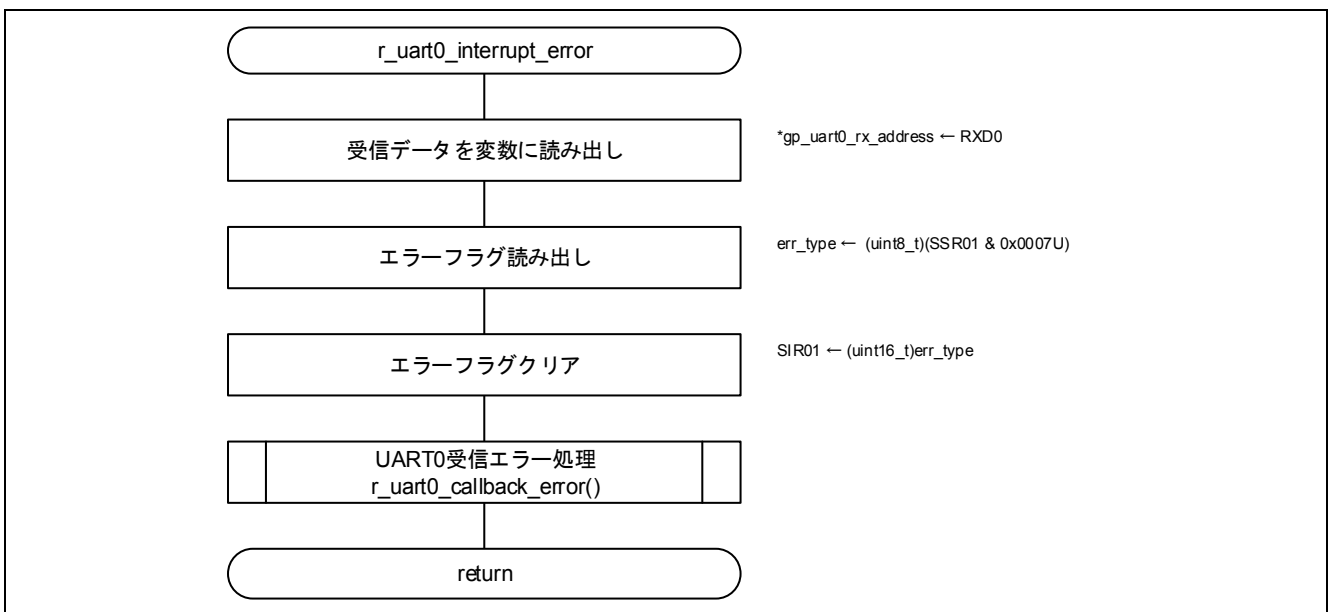 r_uart0_interrupt_error
受信データを変数に読み出し
*gp_uart0_rx_address ← RXD0
エラーフラグ読み出し
err_type ← (uint8_t)(SSR01 & 0x0007U)
エラーフラグクリア
SIR01 ← (uint16_t)err_type
UART0受信エラー処理
r_uart0_callback_error()
return